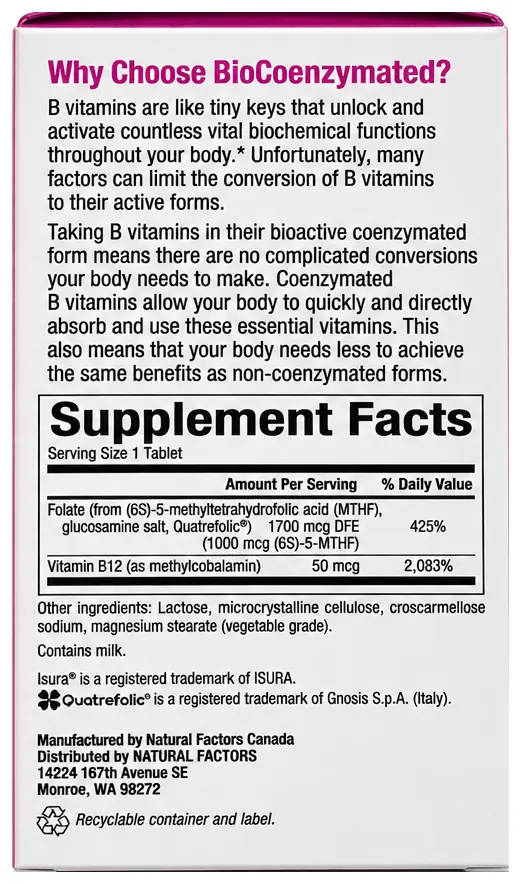 Why Choose BioCoenzymated?
B vitamins are like tiny keys that unlock and
activate countless vital biochemical functions
throughout your body.* Unfortunately, many
factors can limit the conversion of B vitamins
to their active forms.
Taking B vitamins in their bioactive coenzymated
form means there are no complicated conversions
your body needs to make. Coenzymated
B vitamins allow your body to quickly and directly
absorb and use these essential vitamins. This
also means that your body needs less to achieve
the same benefits as non-coenzymated forms.
Supplement Facts
Serving Size 1 Tablet
Amount Per Serving % Daily Value
Folate (from (6S)-5-methyltetrahydrofolic acid (MTHF),
glucosamine salt, Quatrefolic®) 1700 mcg DFE 425%
(1000 mcg (6S)-5-MTHF)
Vitamin B12 (as methylcobalamin) 50 mcg 2,083%
Other ingredients: Lactose, microcrystalline cellulose, croscarmellose
sodium, magnesium stearate (vegetable grade).
Contains milk.
Isura® is a registered trademark of ISURA.
Quatrefolic® is a registered trademark of Gnosis S.p.A. (Italy).
Manufactured by Natural Factors Canada
Distributed by NATURAL FACTORS
14224 167th Avenue SE
Monroe, WA 98272
Recyclable container and label.